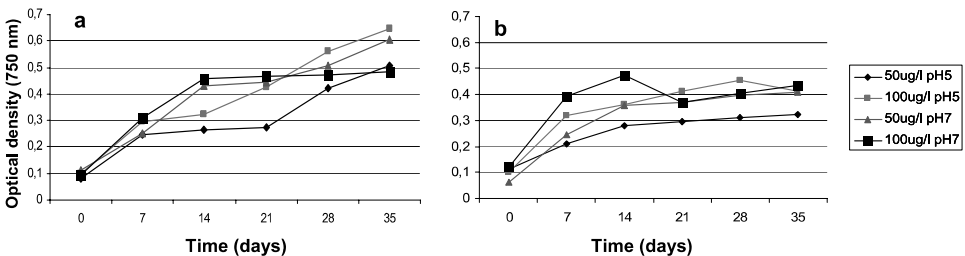 a
0,7
0,6
0,5
0,4
0,3
0,2
0,1
0
Optical density (750 nm)
0 7 14 21 28 35
Time (days)
b
0,7
0,6
0,5
0,4
0,3
0,2
0,1
0
0 7 14 21 28 35
Time (days)
50ug/l pH5
100ug/l pH5
50ug/l pH7
100ug/l pH7